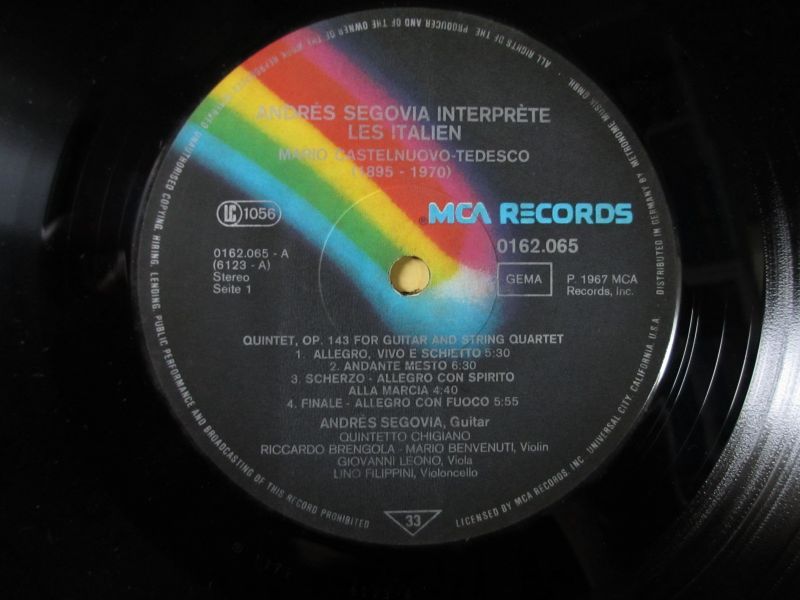 ANDRÉS SEGOVIA INTERPRÈTE
LES ITALIEN
MARIO CASTELNUOVO-TEDESCO
(1895 - 1970)
LC 1056
MCA RECORDS
0162.065 - A
(6123 - A)
Stereo
Seite 1
0162.065
GEMA
P. 1967 MCA
Records, inc.
QUINTET, OP. 143 FOR GUITAR AND STRING QUARTET
1. ALLEGRO, VIVO E SCHIETTO 5:30
2. ANDANTE MESTO 6:30
3. SCHERZO - ALLEGRO CON SPIRITO
ALLA MARCIA 4:40
4. FINALE - ALLEGRO CON FUOCO 5:55
ANDRÉS SEGOVIA, Guitar
QUINTETTO CHIGIANO
RICCARDO BRENGOLA - MARIO BENVENUTI, Violin
GIOVANNI LEONO, Viola
LINO FILIPPINI, Violoncello
33
ALL RIGHTS OF THE PRODUCER AND OF THE OWNER OF THE WORK REPRODUCED RESERVED
UNAUTHORISED COPYING, HIRING, LENDING, PUBLIC PERFORMANCE AND BROADCASTING OF THIS RECORD PROHIBITED
LICENSED BY MCA RECORDS, INC. UNIVERSAL CITY, CALIFORNIA, U.S.A.
DISTRIBUTED IN GERMANY BY METRONOME MUSIK GMBH.